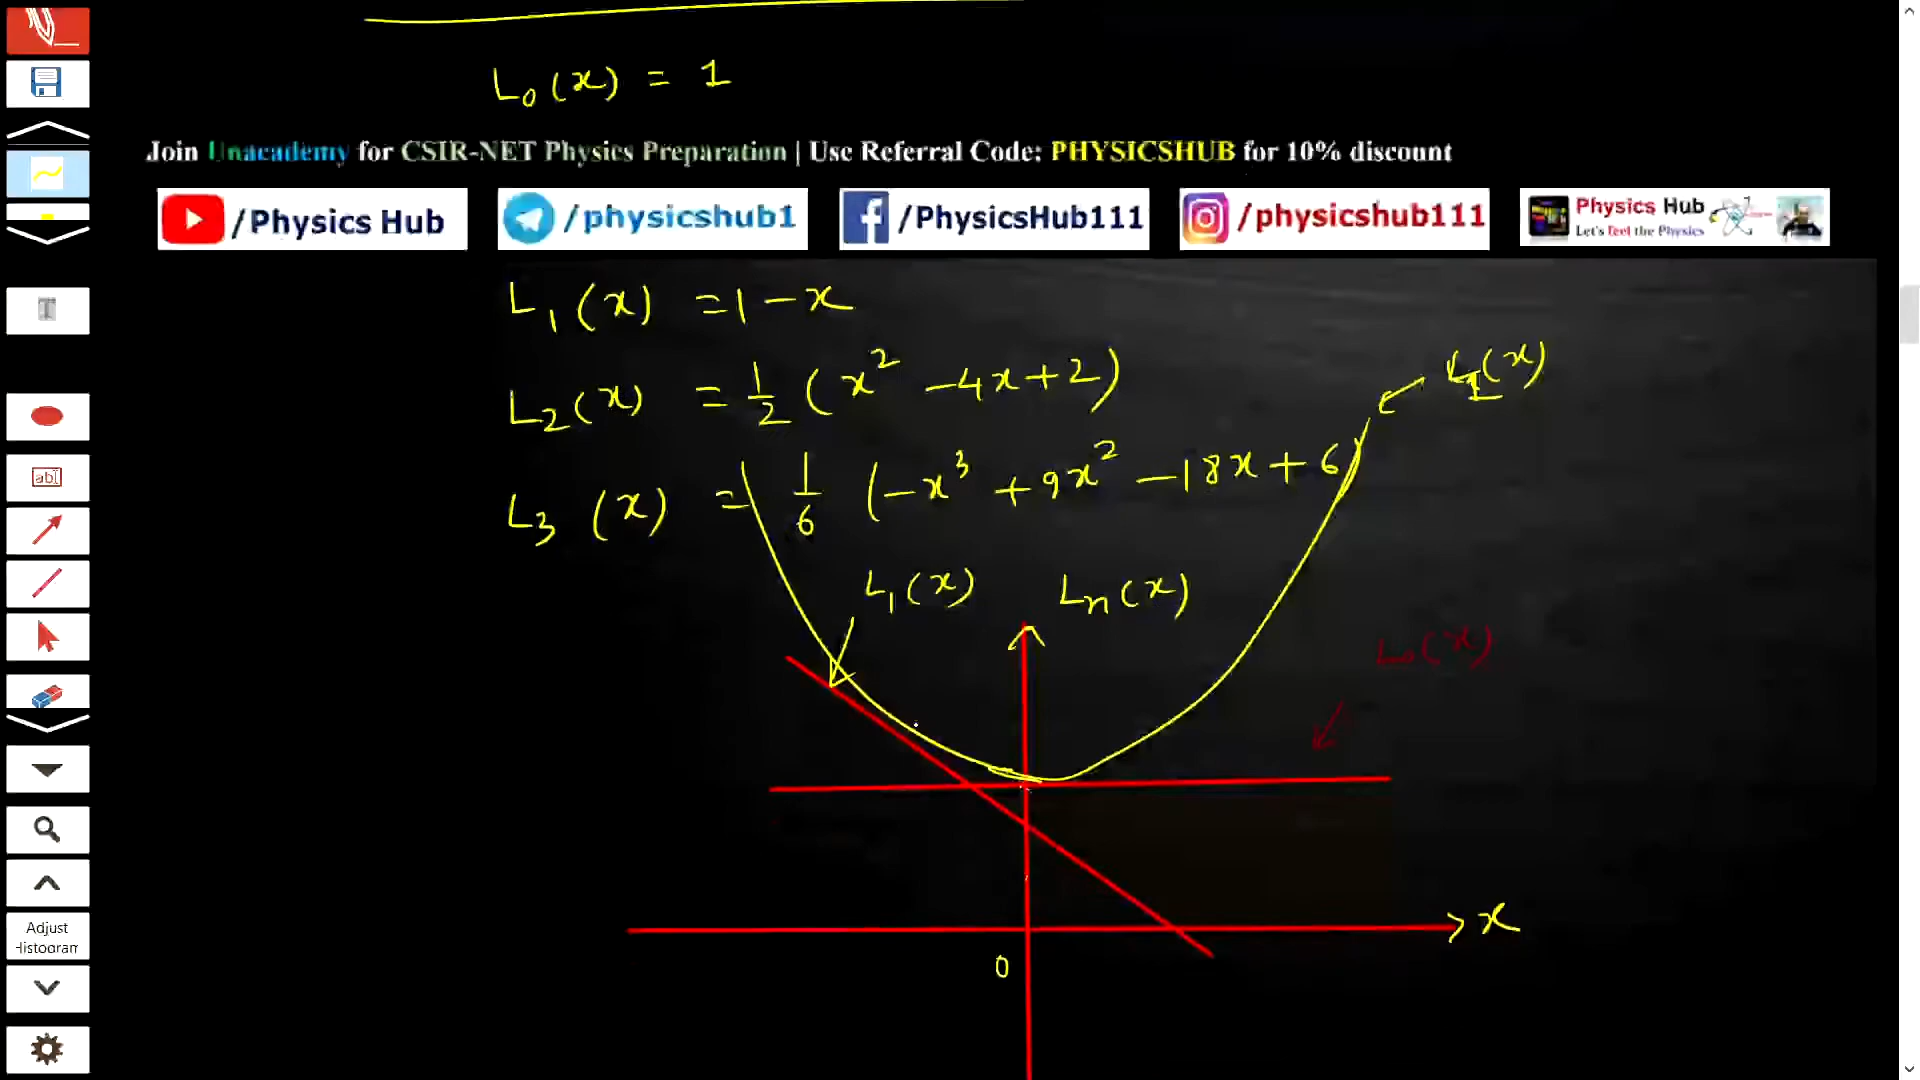 L₀(x) = 1
Join Unacademy for CSIR-NET Physics Preparation | Use Referral Code: PHYSICSHUB for 10% discount
/Physics Hub
/physicshub1
/PhysicsHub111
/physicshub111
Physics Hub
Let's feel the Physics
L₁(x) = 1 - x
L₂(x) = 1/2 (x² - 4x + 2)
L₃(x) = 1/6 (-x³ + 9x² - 18x + 6)
L₁(x)
Lₙ(x)
L₀(x)
x
0
T
ab
Adjust